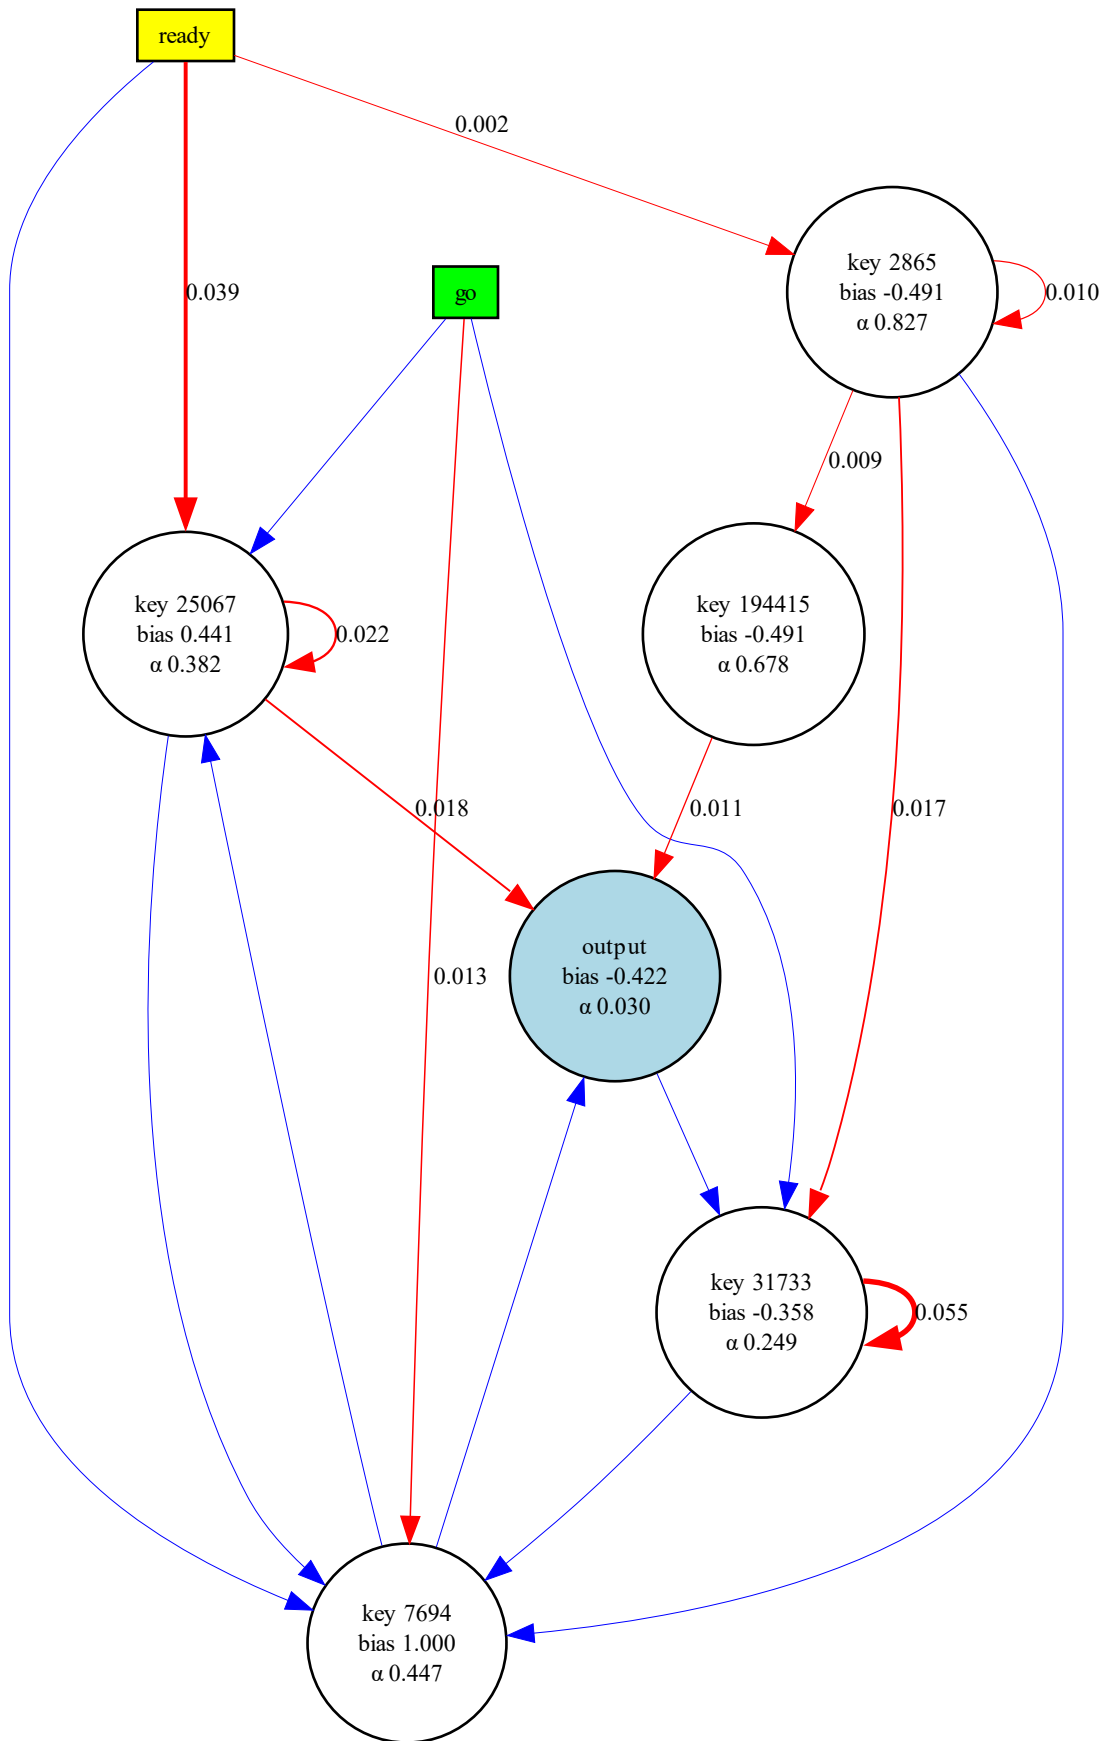 ready
0.002
key 2865
bias -0.491
α 0.827
0.010
0.039
go
0.009
key 25067
bias 0.441
α 0.382
0.022
key 194415
bias -0.491
α 0.678
0.018
0.011
0.017
output
bias -0.422
α 0.030
0.013
key 31733
bias -0.358
α 0.249
0.055
key 7694
bias 1.000
α 0.447